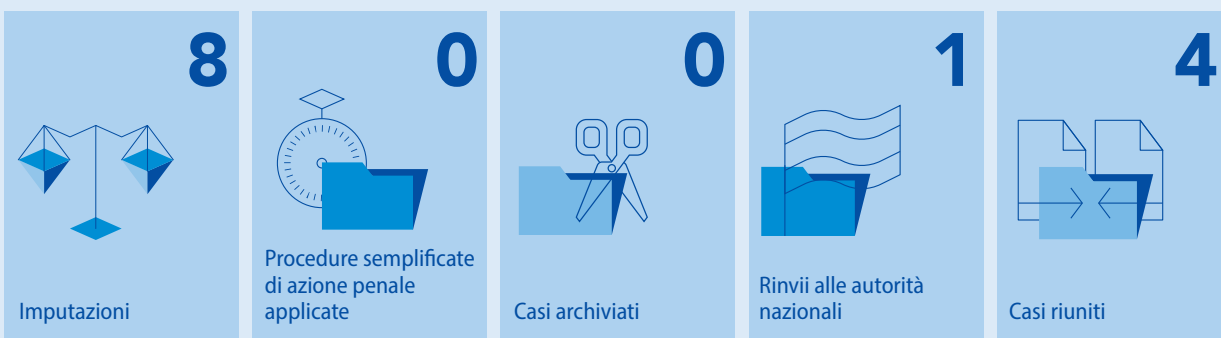 8
Imputazioni
0
Procedure semplificate
di azione penale
applicate
0
Casi archiviati
1
Rinvii alle autorità
nazionali
4
Casi riuniti